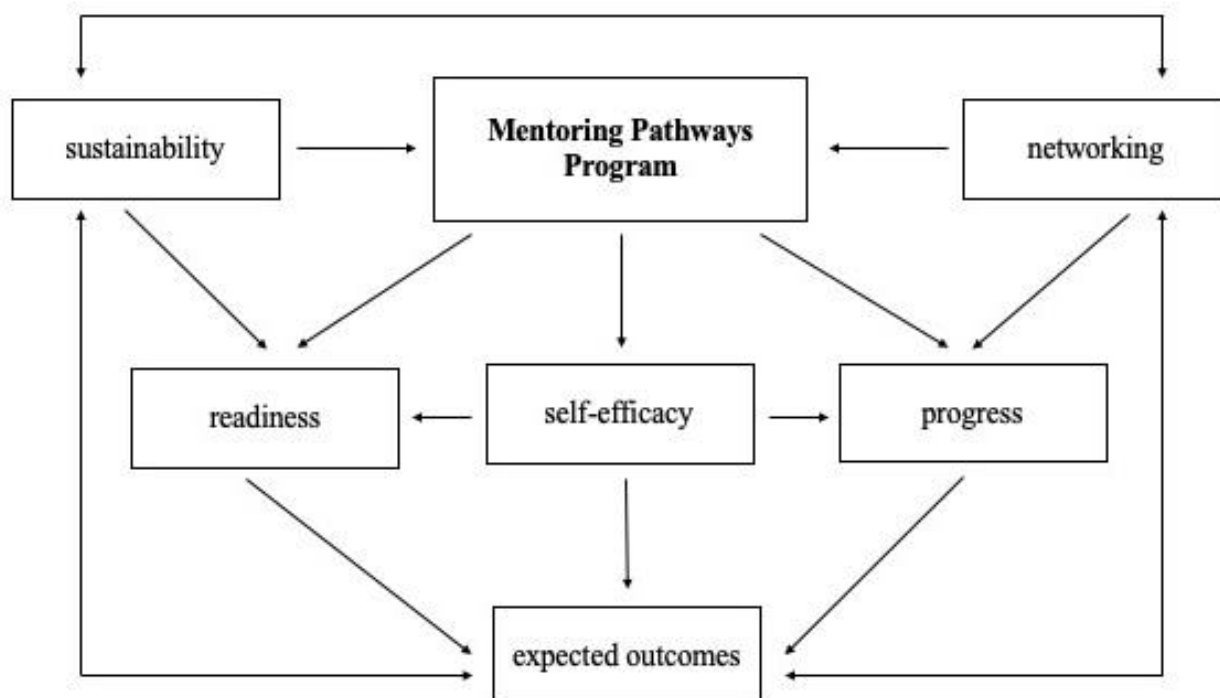 sustainability
Mentoring Pathways
Program
networking
readiness
self-efficacy
progress
expected outcomes